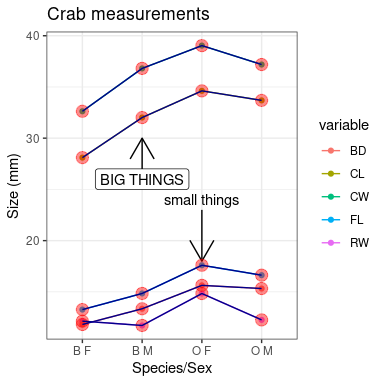 Crab measurements
Size (mm)
40
30
20
BIG THINGS
small things
B F
B M
O F
O M
Species/Sex
variable
BD
CL
CW
FL
RW